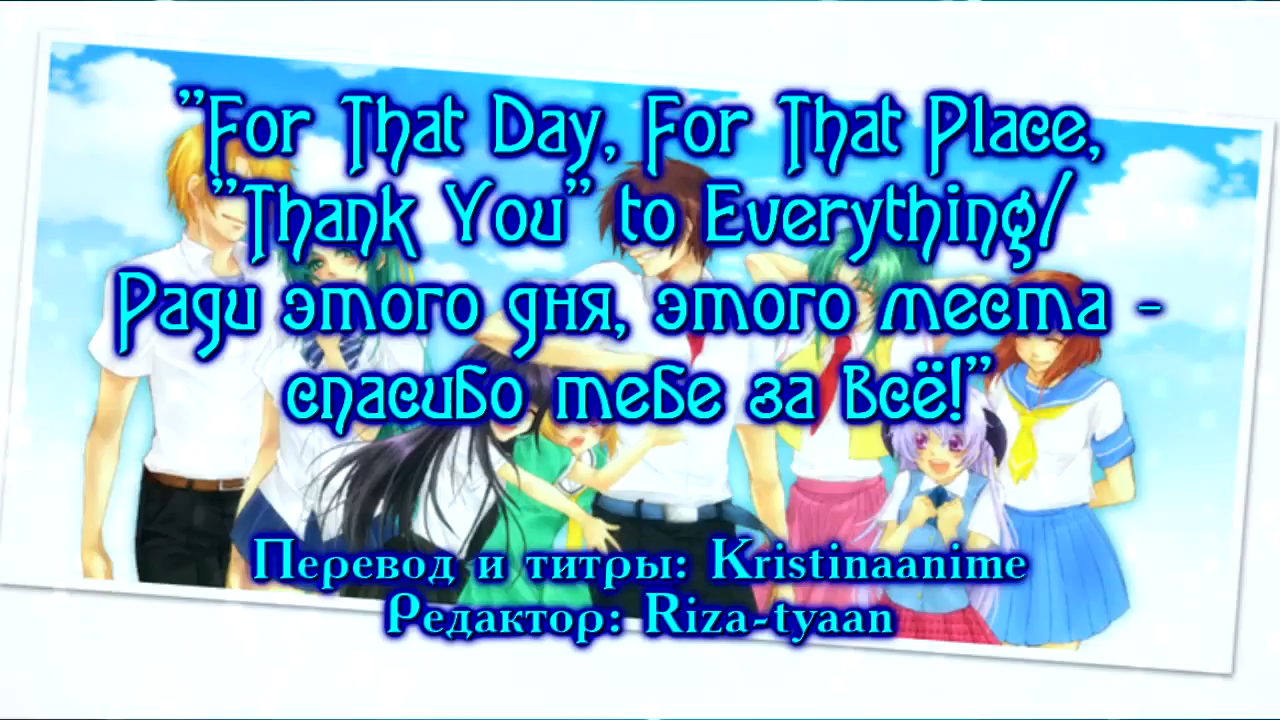 "For That Day, For That Place,
"Thank You" to Everything/
Ради этого дня, этого места -
спасибо тебе за всё!"
Перевод и титры: Kristinaanime
Редактор: Riza-tyaan